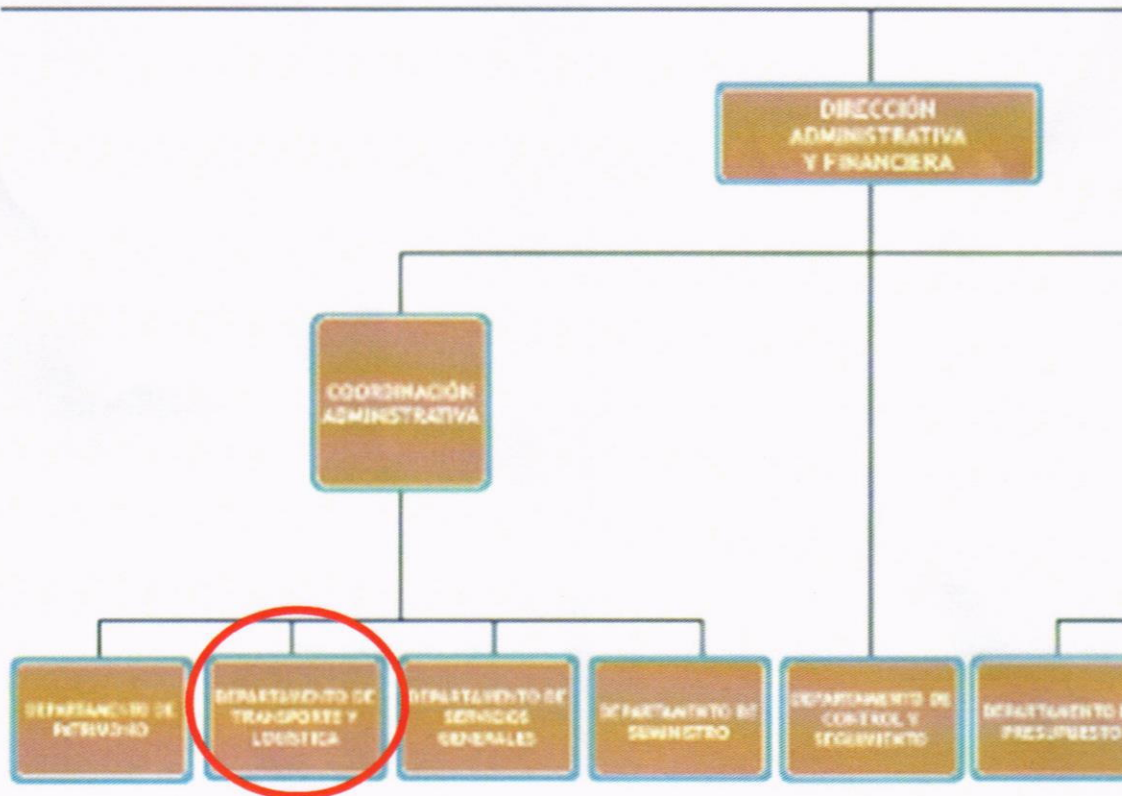 DIRECCIÓN
ADMINISTRATIVA
Y FINANCIERA
COORDINACIÓN
ADMINISTRATIVA
DEPARTAMENTO DE
PATRIMONIO
DEPARTAMENTO DE
TRANSPORTE Y
LOGISTICA
DEPARTAMENTO DE
SERVICIOS
GENERALES
DEPARTAMENTO DE
SUMINISTRO
DEPARTAMENTO DE
CONTROL Y
SEGUIMIENTO
DEPARTAMENTO
PRESUPUESTO